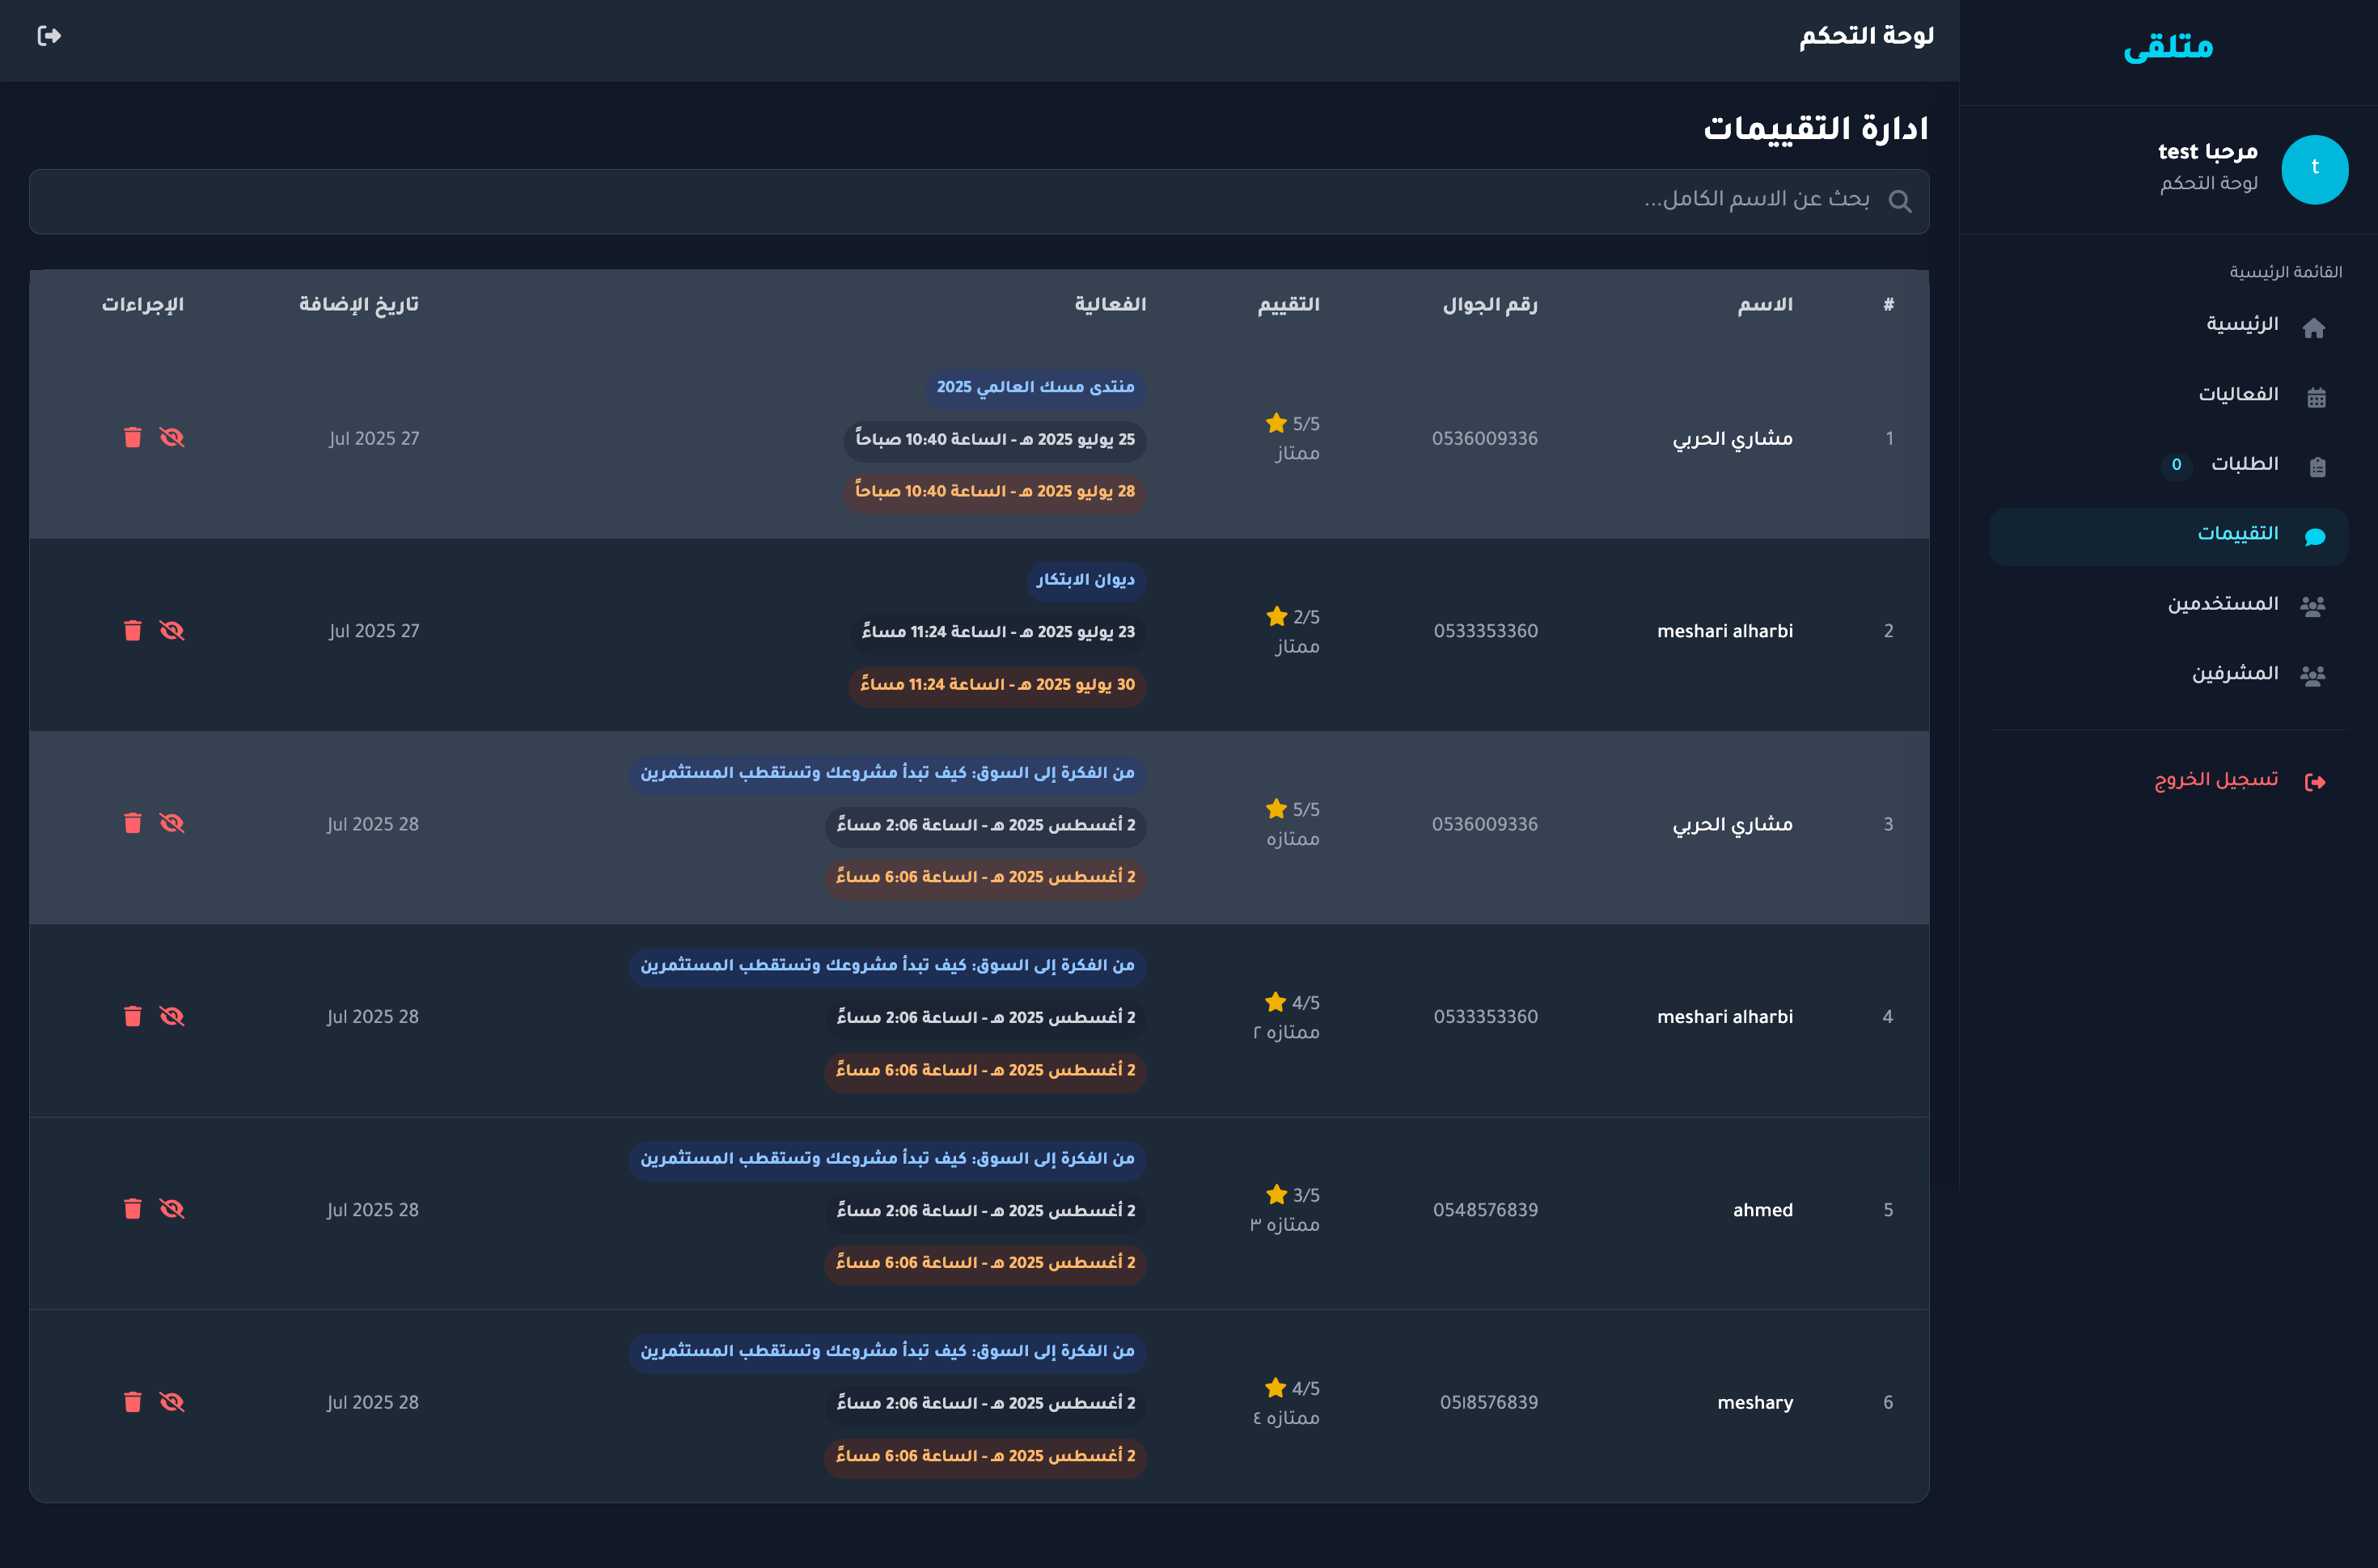 متلقى
مرحبا test
لوحة التحكم
القائمة الرئيسية
الرئيسية
الفعاليات
الطلبات 0
التقييمات
المستخدمين
المشرفين
تسجيل الخروج
لوحة التحكم
ادارة التقييمات
بحث عن الاسم الكامل...
# الاسم رقم الجوال التقييم الفعالية تاريخ الإضافة الإجراءات
1 مشاري الحربي 0536009336 5/5 ممتاز
منتدى مسك العالمي 2025
25 يوليو 2025 هـ - الساعة 10:40 صباحاً
28 يوليو 2025 هـ - الساعة 10:40 صباحاً
27 Jul 2025
2 meshari alharbi 0533353360 2/5 ممتاز
ديوان الابتكار
23 يوليو 2025 هـ - الساعة 11:24 مساءً
30 يوليو 2025 هـ - الساعة 11:24 مساءً
27 Jul 2025
3 مشاري الحربي 0536009336 5/5 ممتازه
من الفكرة إلى السوق: كيف تبدأ مشروعك وتستقطب المستثمرين
2 أغسطس 2025 هـ - الساعة 2:06 مساءً
2 أغسطس 2025 هـ - الساعة 6:06 مساءً
28 Jul 2025
4 meshari alharbi 0533353360 4/5 ممتازه ٢
من الفكرة إلى السوق: كيف تبدأ مشروعك وتستقطب المستثمرين
2 أغسطس 2025 هـ - الساعة 2:06 مساءً
2 أغسطس 2025 هـ - الساعة 6:06 مساءً
28 Jul 2025
5 ahmed 0548576839 3/5 ممتازه ٣
من الفكرة إلى السوق: كيف تبدأ مشروعك وتستقطب المستثمرين
2 أغسطس 2025 هـ - الساعة 2:06 مساءً
2 أغسطس 2025 هـ - الساعة 6:06 مساءً
28 Jul 2025
6 meshary 05١8576839 4/5 ممتازه ٤
من الفكرة إلى السوق: كيف تبدأ مشروعك وتستقطب المستثمرين
2 أغسطس 2025 هـ - الساعة 2:06 مساءً
2 أغسطس 2025 هـ - الساعة 6:06 مساءً
28 Jul 2025
t